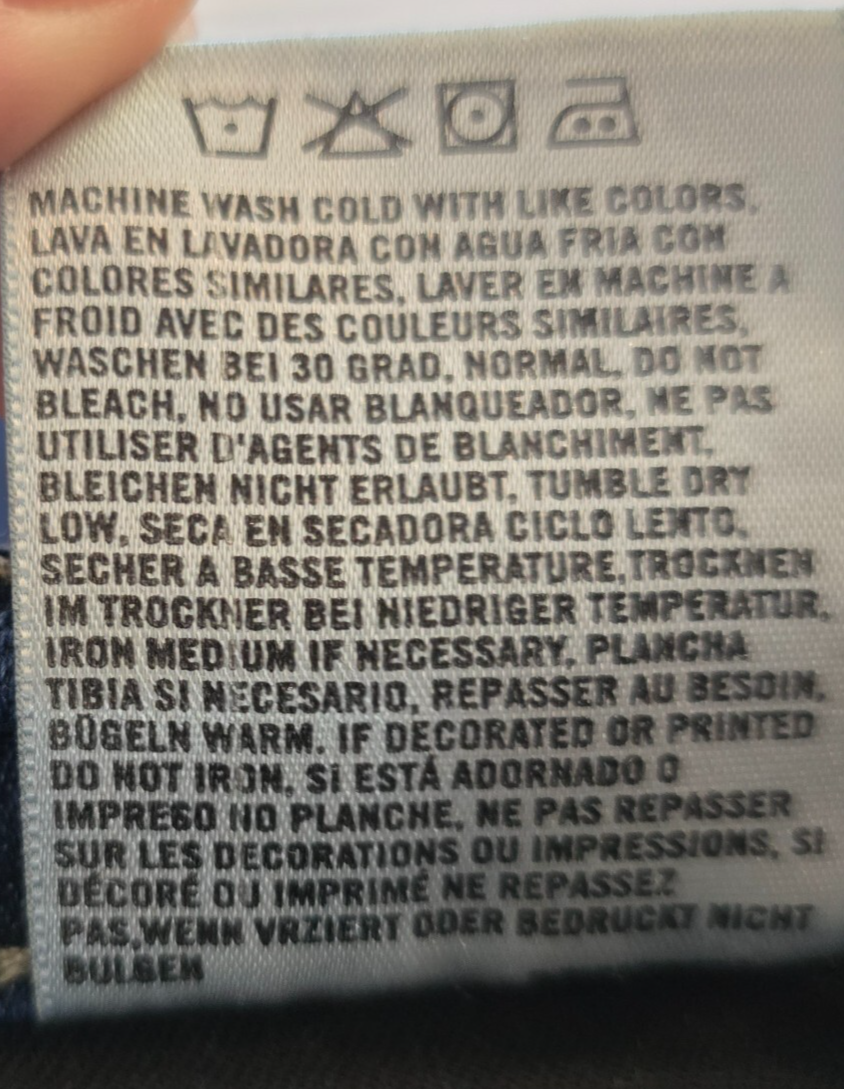 MACHINE WASH COLD WITH LIKE COLORS,
LAVA EN LAVADORA CON AGUA FRIA CON
COLORES SIMILARES, LAVER EN MACHINE A
FROID AVEC DES COULEURS SIMILAIRES,
WASCHEN BEI 30 GRAD, NORMAL, DO NOT
BLEACH, NO USAR BLANQUEADOR, NE PAS
UTILISER D'AGENTS DE BLANCHIMENT,
BLEICHEN NICHT ERLAUBT, TUMBLE DRY
LOW, SECA EN SECADORA CICLO LENTO,
SECHER A BASSE TEMPERATURE,TROCKNEN
IM TROCKNER BEI NIEDRIGER TEMPERATUR,
IRON MEDIUM IF NECESSARY, PLANCHA
TIBIA SI NECESARIO, REPASSER AU BESOIN,
BÜGELN WARM. IF DECORATED OR PRINTED
DO NOT IRON, SI ESTÁ ADORNADO O
IMPRESO NO PLANCHE, NE PAS REPASSER
SUR LES DECORATIONS OU IMPRESSIONS, SI
DÉCORÉ OU IMPRIMÉ NE REPASSEZ
PAS,WENN VRZIERT ODER BEDRUCKT NICHT